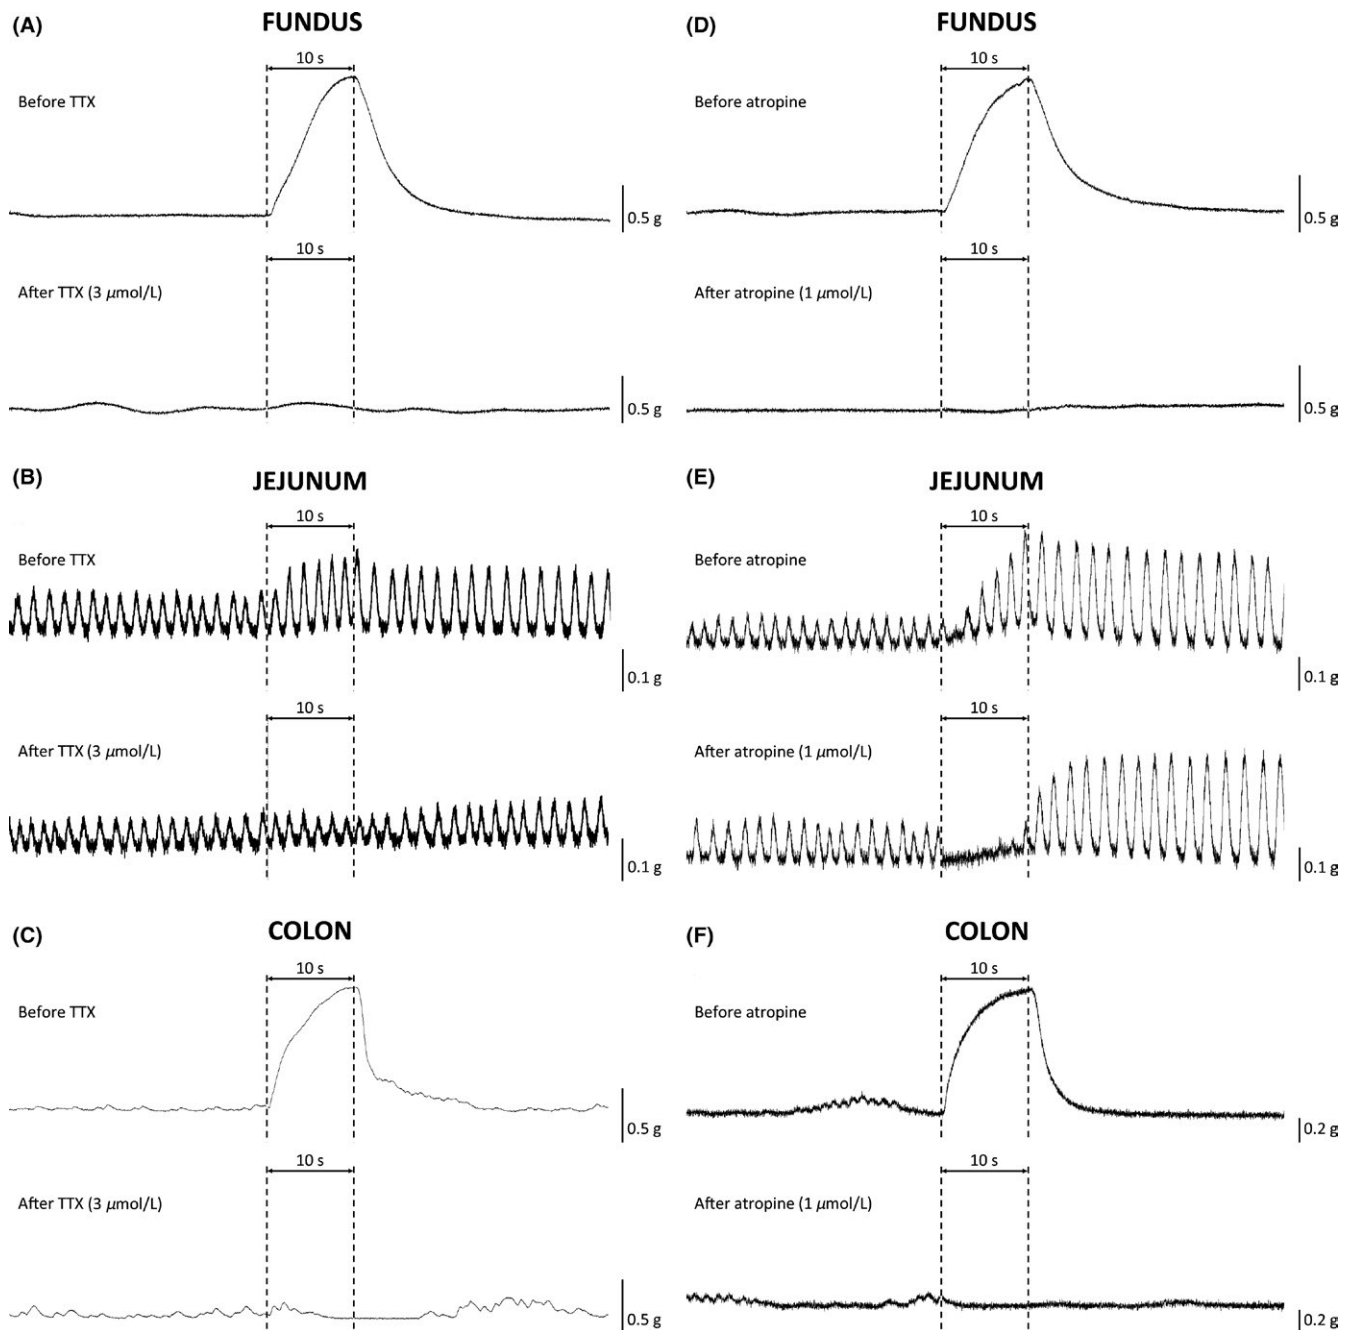 (A)
FUNDUS
10 s
Before TTX
0.5 g
10 s
After TTX (3 μmol/L)
0.5 g
(B)
JEJUNUM
10 s
Before TTX
0.1 g
10 s
After TTX (3 μmol/L)
0.1 g
(C)
COLON
10 s
Before TTX
0.5 g
10 s
After TTX (3 μmol/L)
0.5 g
(D)
FUNDUS
10 s
Before atropine
0.5 g
10 s
After atropine (1 μmol/L)
0.5 g
(E)
JEJUNUM
10 s
Before atropine
0.1 g
10 s
After atropine (1 μmol/L)
0.1 g
(F)
COLON
10 s
Before atropine
0.2 g
10 s
After atropine (1 μmol/L)
0.2 g